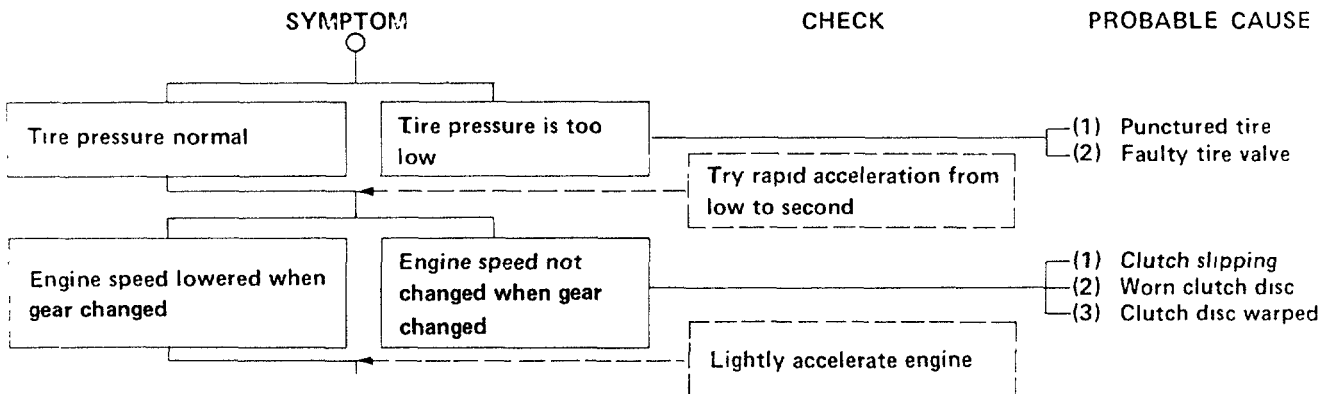 SYMPTOM CHECK PROBABLE CAUSE
Tire pressure normal
Tire pressure is too
low
(1) Punctured tire
(2) Faulty tire valve
Try rapid acceleration from
low to second
Engine speed lowered when
gear changed
Engine speed not
changed when gear
changed
(1) Clutch slipping
(2) Worn clutch disc
(3) Clutch disc warped
Lightly accelerate engine